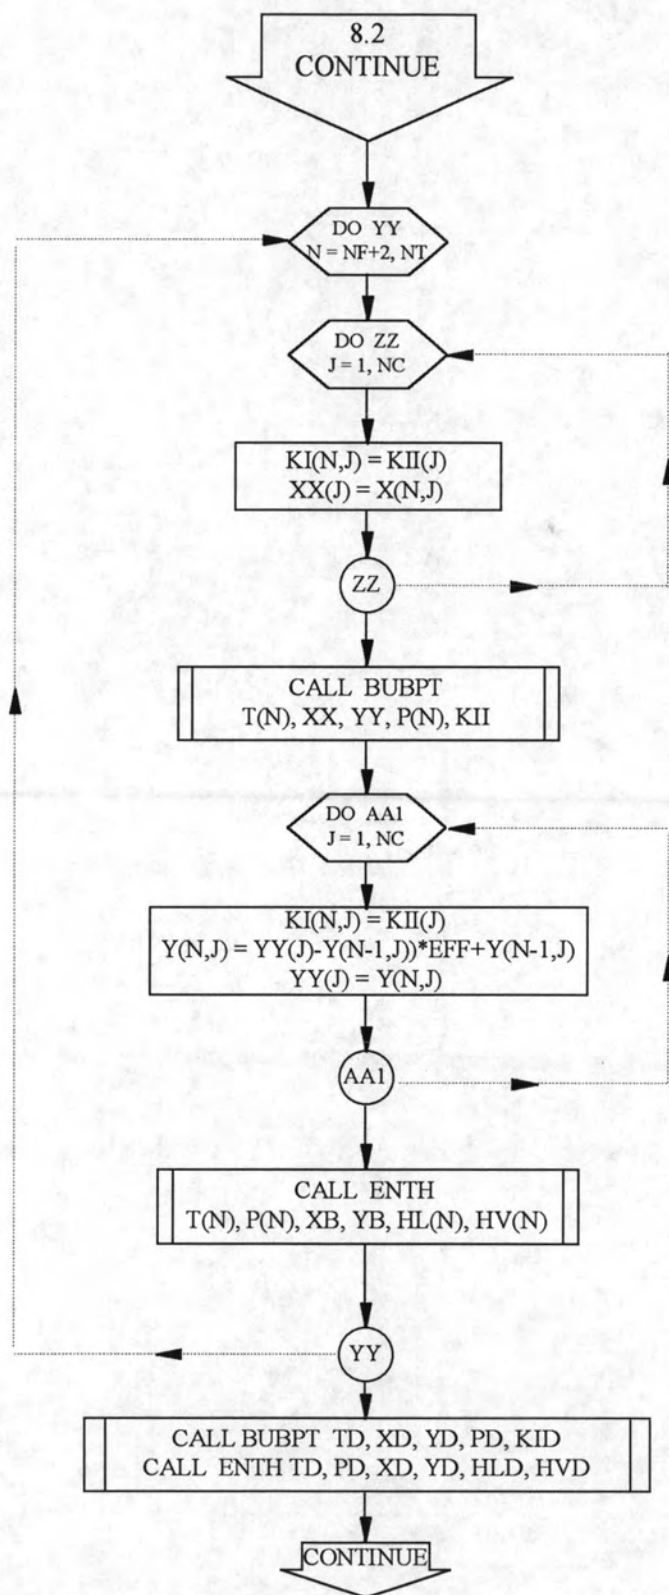 8.2
CONTINUE
DO YY
N = NF+2, NT
DO ZZ
J = 1, NC
KI(N,J) = KII(J)
XX(J) = X(N,J)
ZZ
CALL BUBPT
T(N), XX, YY, P(N), KII
DO AA1
J = 1, NC
KI(N,J) = KII(J)
Y(N,J) = YY(J)-Y(N-1,J))*EFF+Y(N-1,J)
YY(J) = Y(N,J)
AA1
CALL ENTH
T(N), P(N), XB, YB, HL(N), HV(N)
YY
CALL BUBPT TD, XD, YD, PD, KID
CALL ENTH TD, PD, XD, YD, HLD, HVD
CONTINUE